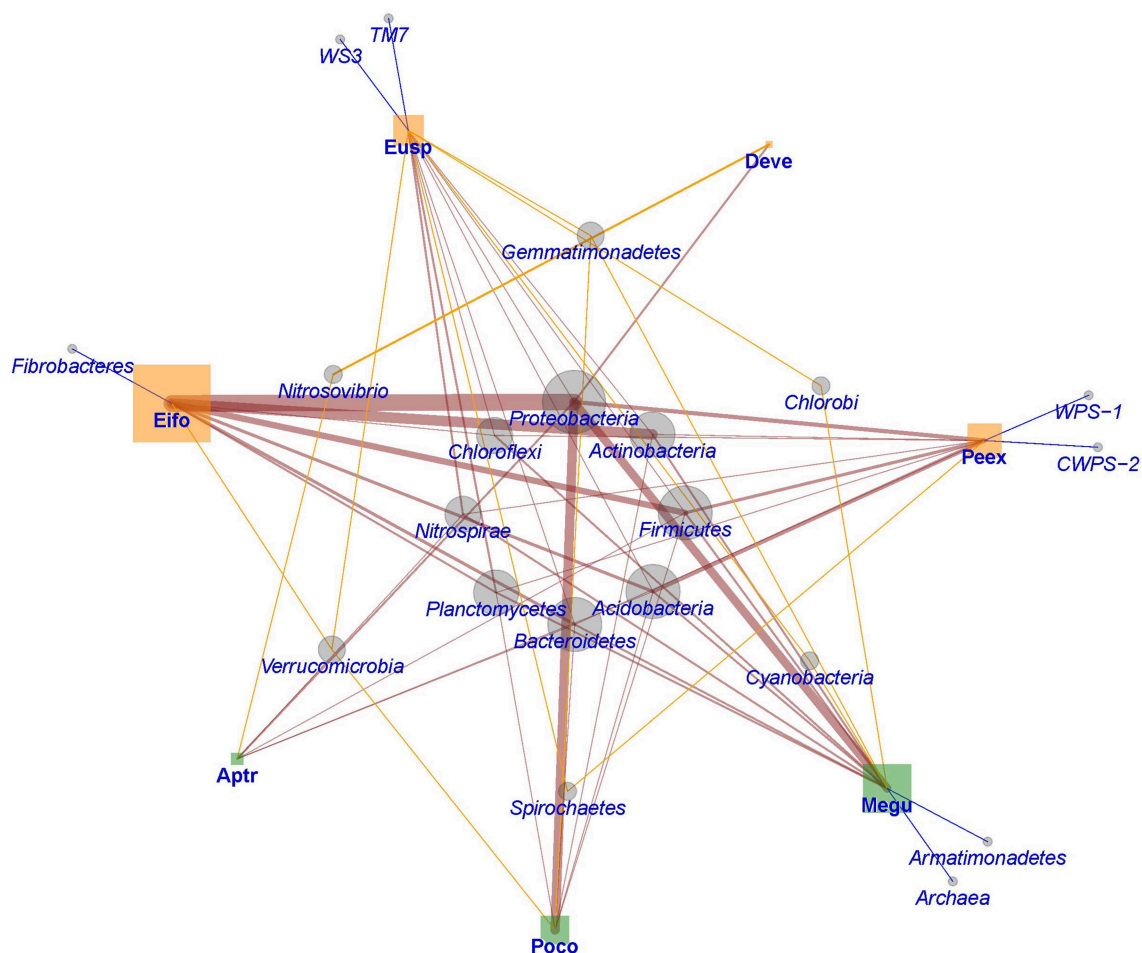 TM7
WS3
Eusp
Deve
Gemmatimonadetes
Fibrobacteres
Nitrosovibrio
Chlorobi
WPS−1
Eifo
Proteobacteria
Chloroflexi
Actinobacteria
Peex
CWPS−2
Nitrospirae
Firmicutes
Planctomycetes
Acidobacteria
Bacteroidetes
Verrucomicrobia
Cyanobacteria
Aptr
Spirochaetes
Megu
Armatimonadetes
Archaea
Poco